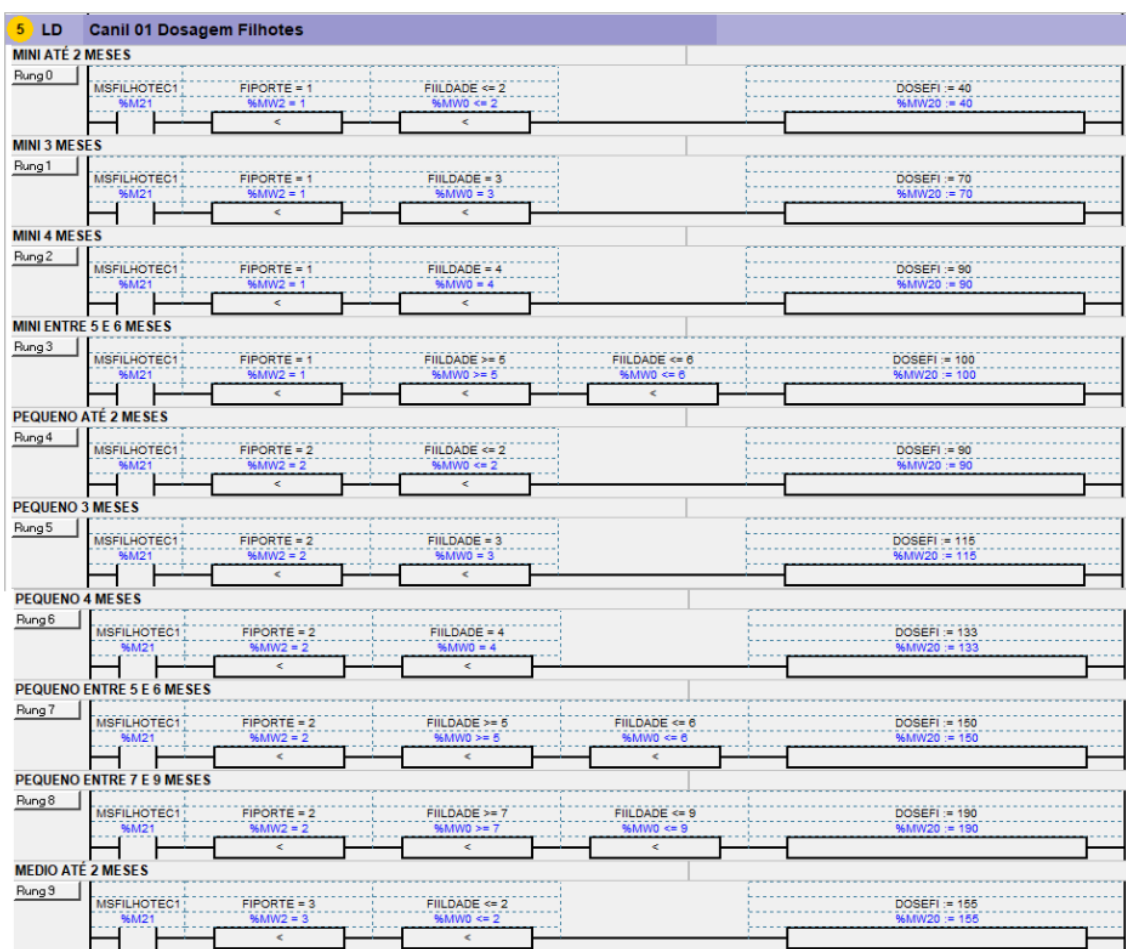 5 LD Canil 01 Dosagem Filhotes
MINI ATÉ 2 MESES
Rung 0
MSFILHOTEC1 FIPORTE = 1 FIILDADE <= 2 DOSEFI := 40
%M21 %MW2 = 1 %MW0 <= 2 %MW20 := 40
< <
MINI 3 MESES
Rung 1
MSFILHOTEC1 FIPORTE = 1 FIILDADE = 3 DOSEFI := 70
%M21 %MW2 = 1 %MW0 = 3 %MW20 := 70
< <
MINI 4 MESES
Rung 2
MSFILHOTEC1 FIPORTE = 1 FIILDADE = 4 DOSEFI := 90
%M21 %MW2 = 1 %MW0 = 4 %MW20 := 90
< <
MINI ENTRE 5 E 6 MESES
Rung 3
MSFILHOTEC1 FIPORTE = 1 FIILDADE >= 5 FIILDADE <= 6 DOSEFI := 100
%M21 %MW2 = 1 %MW0 >= 5 %MW0 <= 6 %MW20 := 100
< < <
PEQUENO ATÉ 2 MESES
Rung 4
MSFILHOTEC1 FIPORTE = 2 FIILDADE <= 2 DOSEFI := 90
%M21 %MW2 = 2 %MW0 <= 2 %MW20 := 90
< <
PEQUENO 3 MESES
Rung 5
MSFILHOTEC1 FIPORTE = 2 FIILDADE = 3 DOSEFI := 115
%M21 %MW2 = 2 %MW0 = 3 %MW20 := 115
< <
PEQUENO 4 MESES
Rung 6
MSFILHOTEC1 FIPORTE = 2 FIILDADE = 4 DOSEFI := 133
%M21 %MW2 = 2 %MW0 = 4 %MW20 := 133
< <
PEQUENO ENTRE 5 E 6 MESES
Rung 7
MSFILHOTEC1 FIPORTE = 2 FIILDADE >= 5 FIILDADE <= 6 DOSEFI := 150
%M21 %MW2 = 2 %MW0 >= 5 %MW0 <= 6 %MW20 := 150
< < <
PEQUENO ENTRE 7 E 9 MESES
Rung 8
MSFILHOTEC1 FIPORTE = 2 FIILDADE >= 7 FIILDADE <= 9 DOSEFI := 190
%M21 %MW2 = 2 %MW0 >= 7 %MW0 <= 9 %MW20 := 190
< < <
MEDIO ATÉ 2 MESES
Rung 9
MSFILHOTEC1 FIPORTE = 3 FIILDADE <= 2 DOSEFI := 155
%M21 %MW2 = 3 %MW0 <= 2 %MW20 := 155
< <